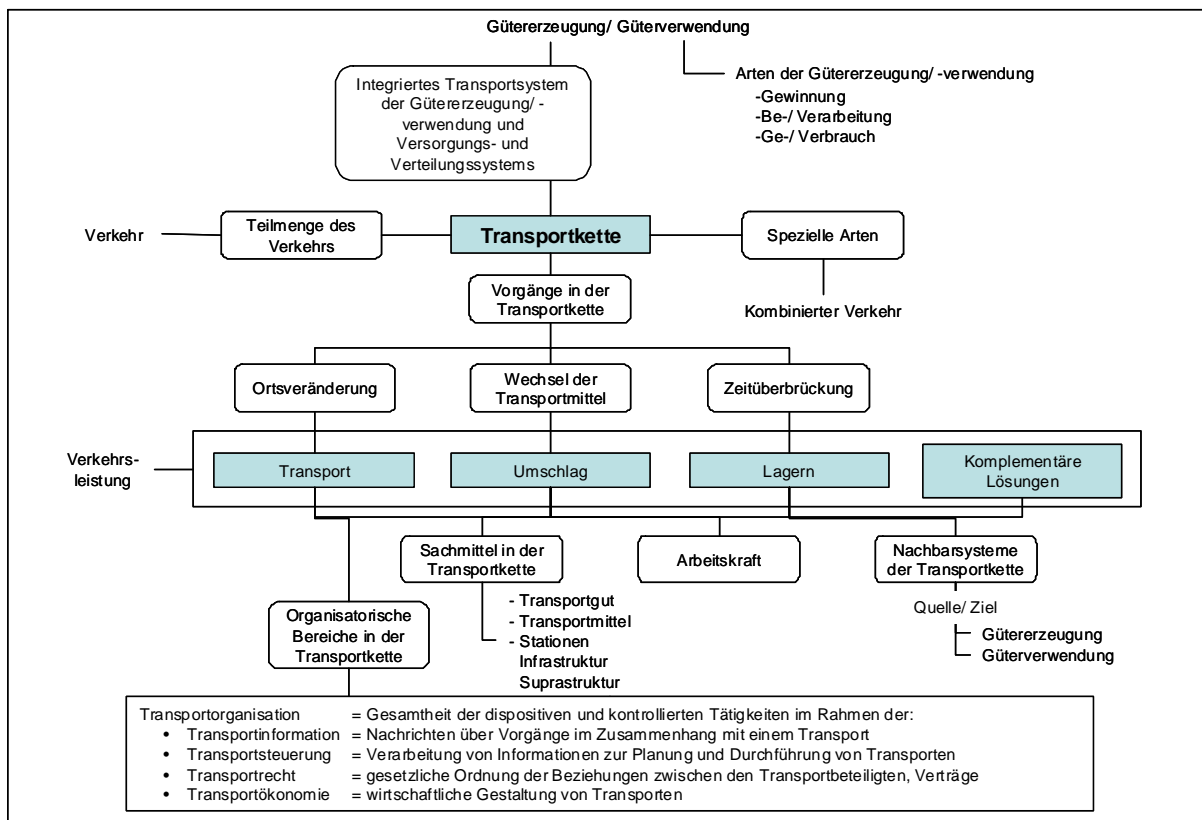 Gütererzeugung/ Güterverwendung
Integriertes Transportsystem
der Gütererzeugung/ -
verwendung und
Versorgungs- und
Verteilungssystems
Arten der Gütererzeugung/ -verwendung
-Gewinnung
-Be-/ Verarbeitung
-Ge-/ Verbrauch
Verkehr
Teilmenge des
Verkehrs
Transportkette
Spezielle Arten
Vorgänge in der
Transportkette
Kombinierter Verkehr
Ortsveränderung
Wechsel der
Transportmittel
Zeitüberbrückung
Verkehrs-
leistung
Transport
Umschlag
Lagern
Komplementäre
Lösungen
Sachmittel in der
Transportkette
Arbeitskraft
Nachbarsysteme
der Transportkette
- Transportgut
- Transportmittel
- Stationen
Infrastruktur
Suprastruktur
Quelle/ Ziel
Gütererzeugung
Güterverwendung
Organisatorische
Bereiche in der
Transportkette
Transportorganisation = Gesamtheit der dispositiven und kontrollierten Tätigkeiten im Rahmen der:
• Transportinformation = Nachrichten über Vorgänge im Zusammenhang mit einem Transport
• Transportsteuerung = Verarbeitung von Informationen zur Planung und Durchführung von Transporten
• Transportrecht = gesetzliche Ordnung der Beziehungen zwischen den Transportbeteiligten, Verträge
• Transportökonomie = wirtschaftliche Gestaltung von Transporten